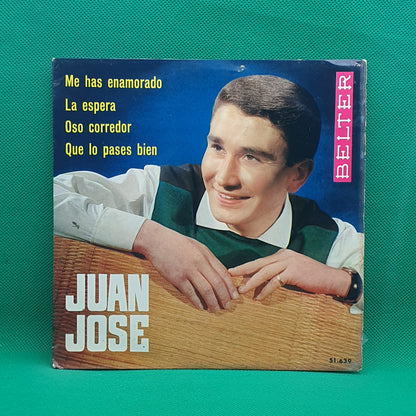 Me has enamorado
La espera
Oso corredor
Que lo pases bien
BELTER
JUAN
JOSE
51.639